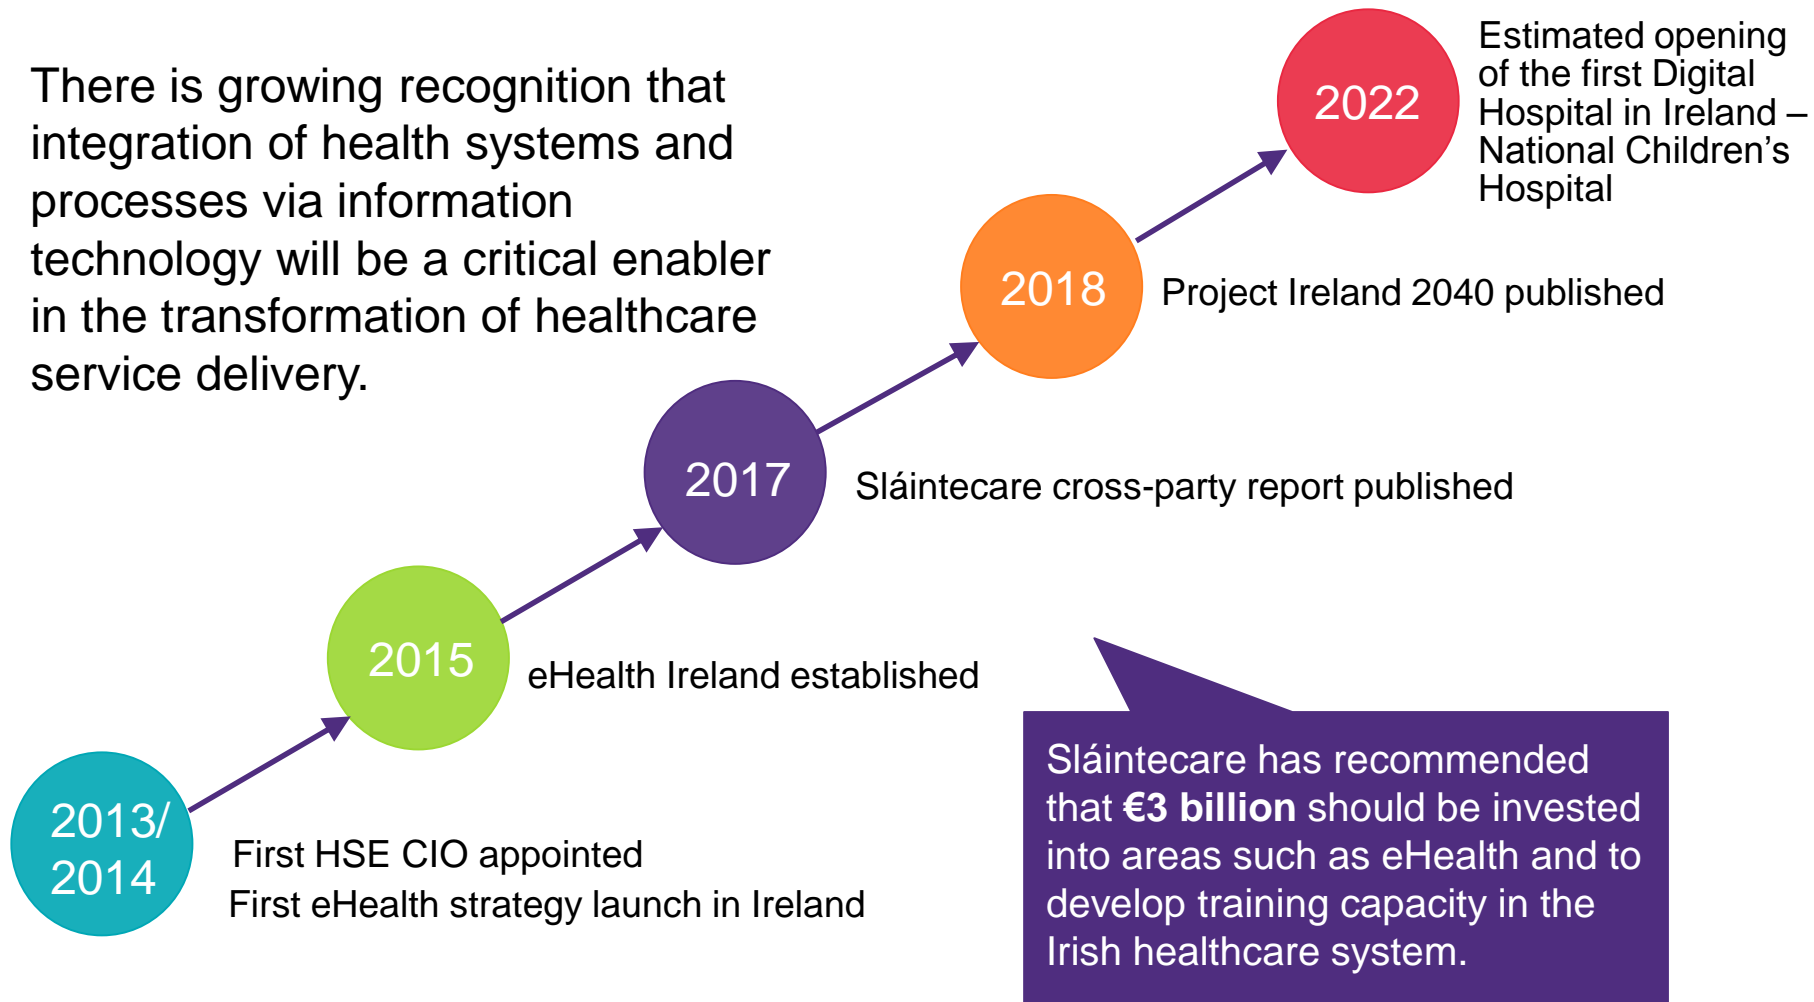 There is growing recognition that
integration of health systems and
processes via information
technology will be a critical enabler
in the transformation of healthcare
service delivery.
2022
Estimated opening
of the first Digital
Hospital in Ireland –
National Children’s
Hospital
2018
Project Ireland 2040 published
2017
Sláintecare cross-party report published
2015
eHealth Ireland established
2013/
2014
First HSE CIO appointed
First eHealth strategy launch in Ireland
Sláintecare has recommended
that €3 billion should be invested
into areas such as eHealth and to
develop training capacity in the
Irish healthcare system.